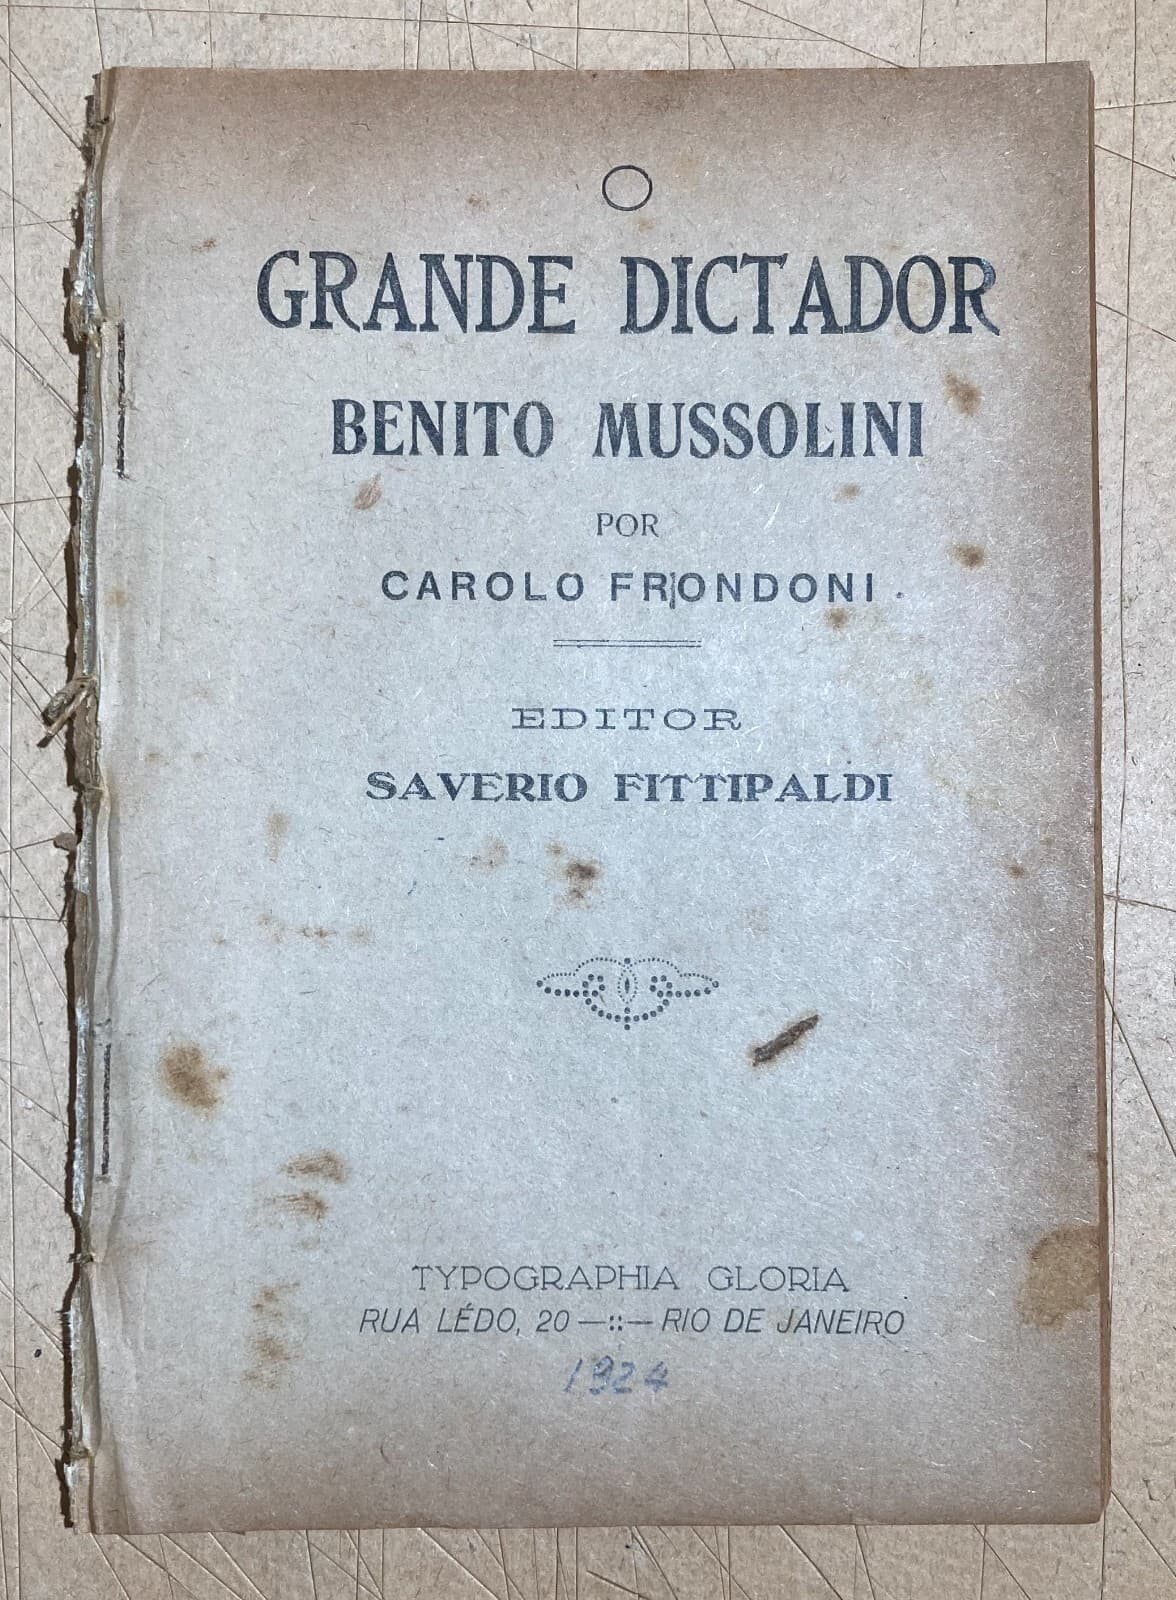 O
GRANDE DICTADOR
BENITO MUSSOLINI
POR
CAROLO FRONDONI.
EDITOR
SAVERIO FITTIPALDI
TYPOGRAPHIA GLORIA
RUA LÉDO, 20 —::— RIO DE JANEIRO
1924